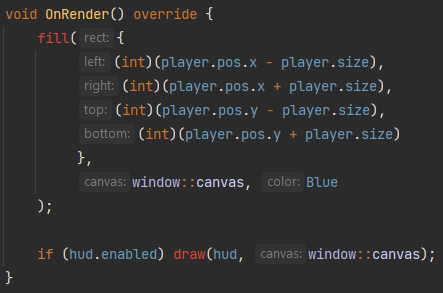 void OnRender() override {
fill( rect: {
left: (int)(player.pos.x - player.size),
right: (int)(player.pos.x + player.size),
top: (int)(player.pos.y - player.size),
bottom: (int)(player.pos.y + player.size)
},
canvas: window::canvas, color: Blue
);
if (hud.enabled) draw(hud, canvas: window::canvas);
}